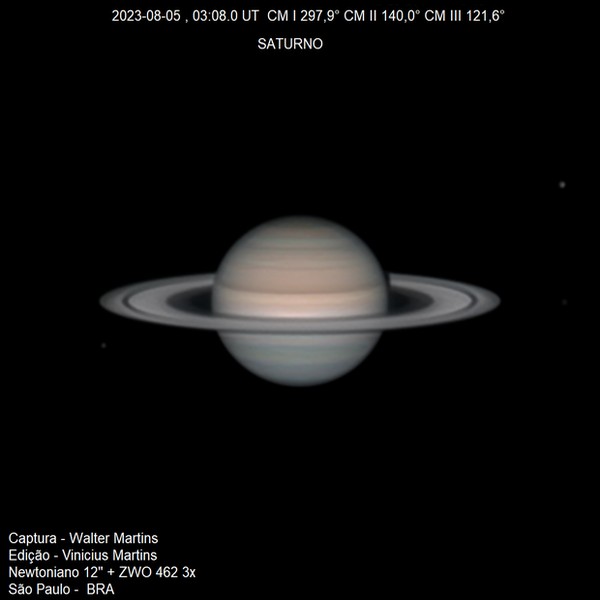 2023-08-05 , 03:08.0 UT  CM I 297,9° CM II 140,0° CM III 121,6°
SATURNO
Captura - Walter Martins
Edição - Vinicius Martins
Newtoniano 12" + ZWO 462 3x
São Paulo -  BRA